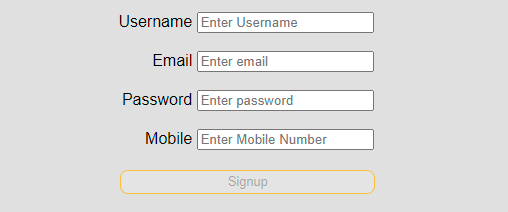 Username Enter Username
Email Enter email
Password Enter password
Mobile Enter Mobile Number
Signup